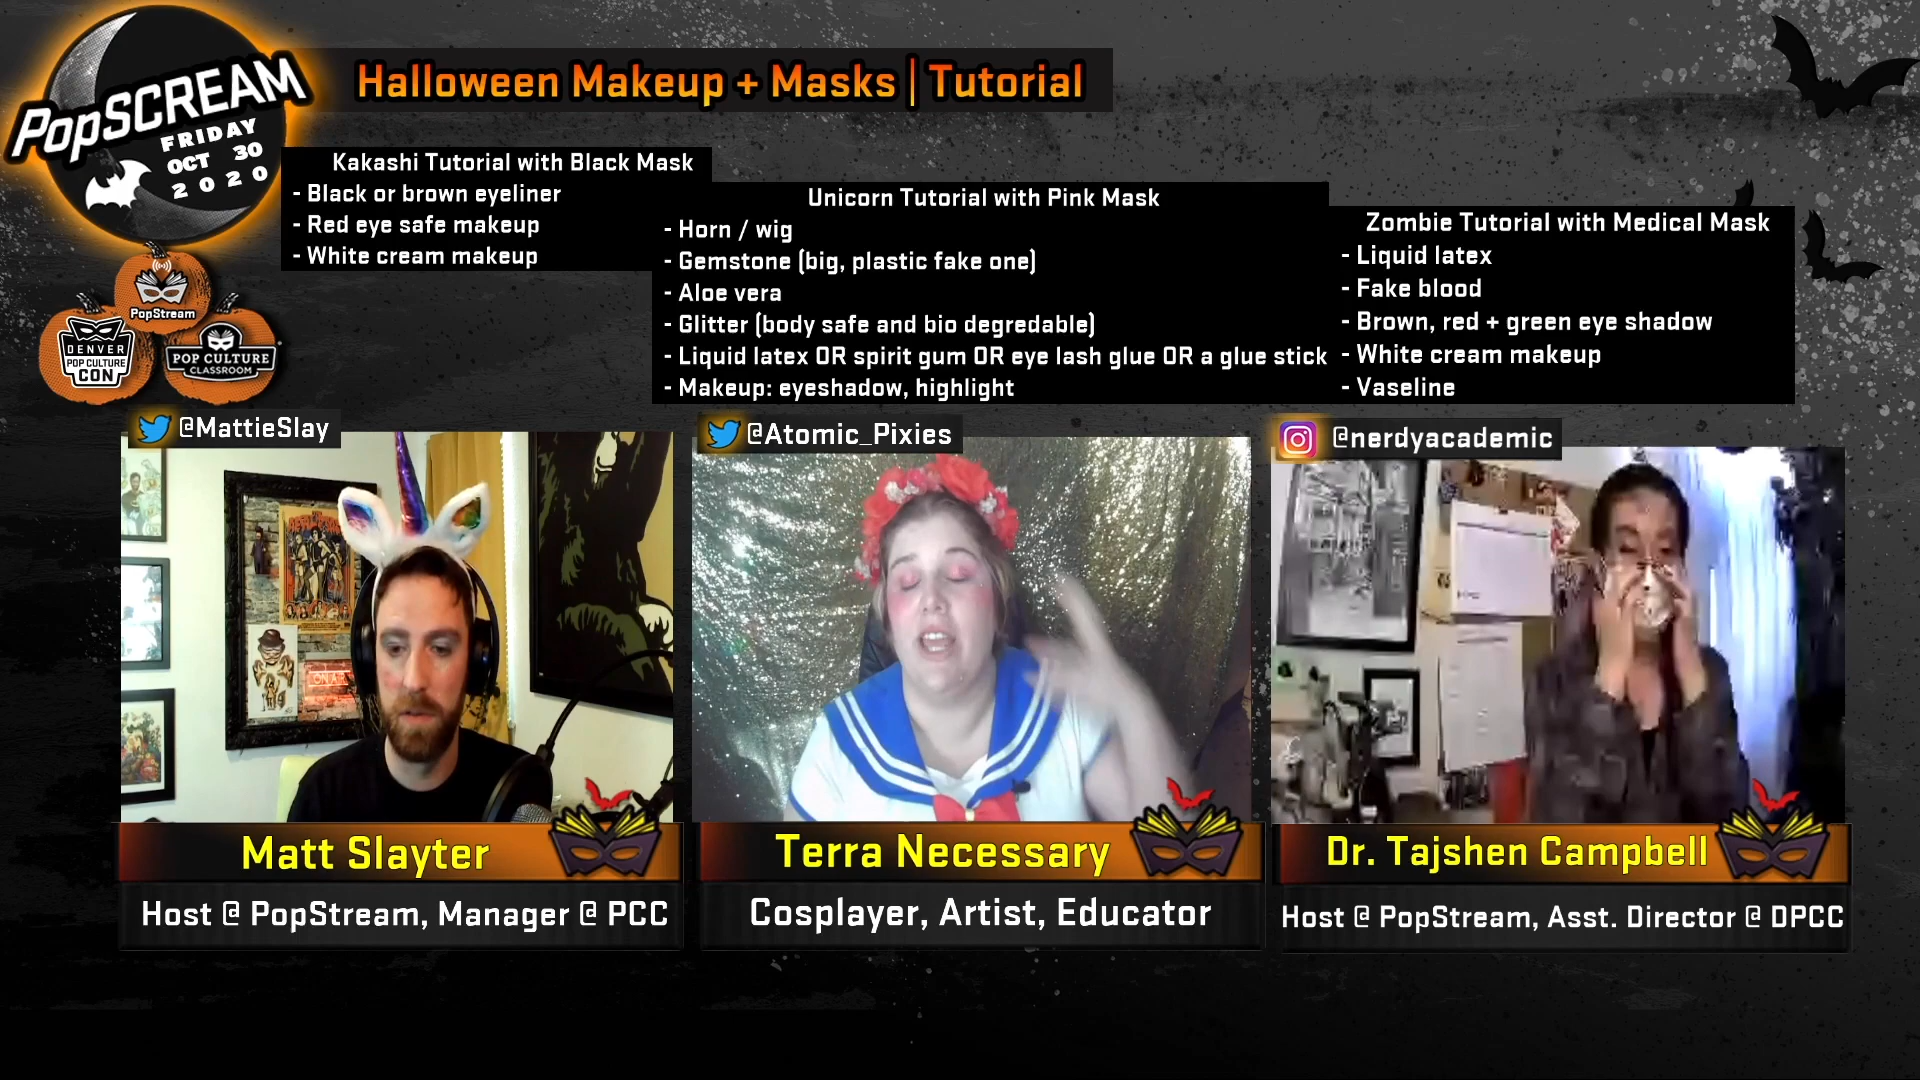 PopSCREAM
FRIDAY
OCT 30
2020
Halloween Makeup + Masks | Tutorial
Kakashi Tutorial with Black Mask
- Black or brown eyeliner
- Red eye safe makeup
- White cream makeup
Unicorn Tutorial with Pink Mask
- Horn / wig
- Gemstone (big, plastic fake one)
- Aloe vera
- Glitter (body safe and bio degredable)
- Liquid latex OR spirit gum OR eye lash glue OR a glue stick
- Makeup: eyeshadow, highlight
Zombie Tutorial with Medical Mask
- Liquid latex
- Fake blood
- Brown, red + green eye shadow
- White cream makeup
- Vaseline
PopStream
DENVER
POP CULTURE
CON
POP CULTURE
CLASSROOM
@MattieSlay
@Atomic_Pixies
@nerdyacademic
ON AIR
Matt Slayter
Host @ PopStream, Manager @ PCC
Terra Necessary
Cosplayer, Artist, Educator
Dr. Tajshen Campbell
Host @ PopStream, Asst. Director @ DPCC